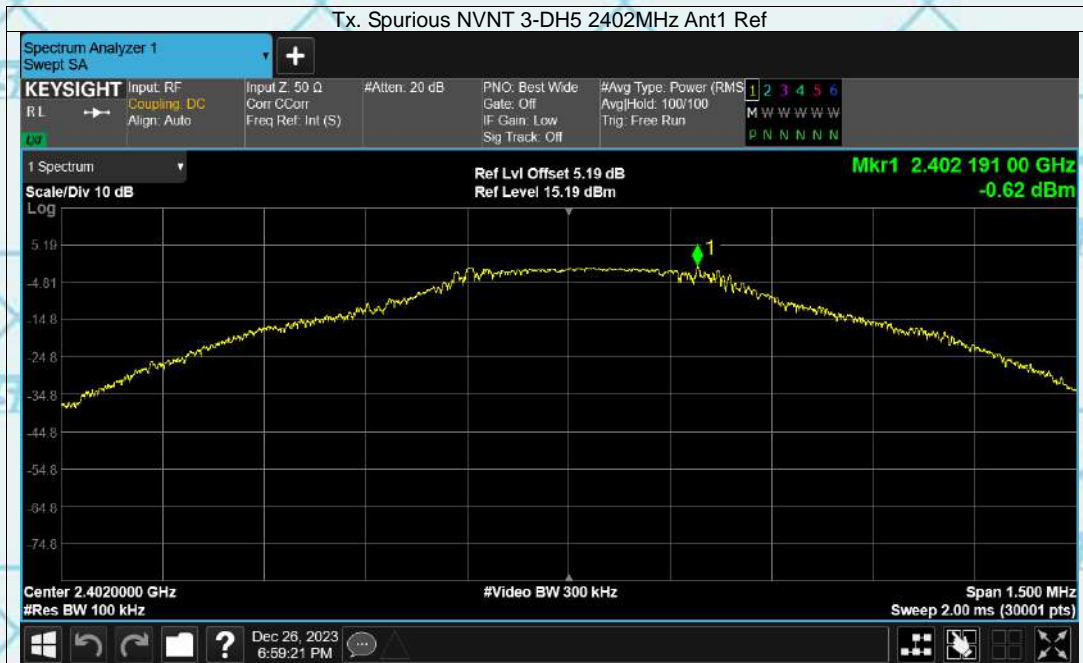 Tx. Spurious NVNT 3-DH5 2402MHz Ant1 Ref
Spectrum Analyzer 1
Swept SA
+
KEYSIGHT
RL
LXI
Input: RF
Coupling: DC
Align: Auto
Input Z: 50 Ω
Corr CCorr
Freq Ref: Int (S)
#Atten: 20 dB
PNO: Best Wide
Gate: Off
IF Gain: Low
Sig Track: Off
#Avg Type: Power (RMS
Avg|Hold: 100/100
Trig: Free Run
1 2 3 4 5 6
M W W W W W
P N N N N N
1 Spectrum
Scale/Div 10 dB
Log
Ref Lvl Offset 5.19 dB
Ref Level 15.19 dBm
Mkr1 2.402 191 00 GHz
-0.62 dBm
1
5.19
-4.81
-14.8
-24.8
-34.8
-44.8
-54.8
-64.8
-74.8
Center 2.4020000 GHz
#Res BW 100 kHz
#Video BW 300 kHz
Span 1.500 MHz
Sweep 2.00 ms (30001 pts)
?
Dec 26, 2023
6:59:21 PM